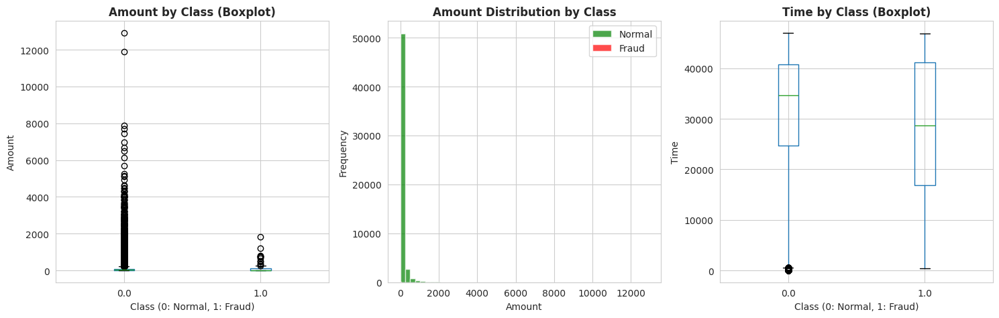 Amount by Class (Boxplot)
Amount
12000
10000
8000
6000
4000
2000
0
0.0 1.0
Class (0: Normal, 1: Fraud)
Amount Distribution by Class
Normal
Fraud
Frequency
50000
40000
30000
20000
10000
0
0 2000 4000 6000 8000 10000 12000
Amount
Time by Class (Boxplot)
Time
40000
30000
20000
10000
0
0.0 1.0
Class (0: Normal, 1: Fraud)